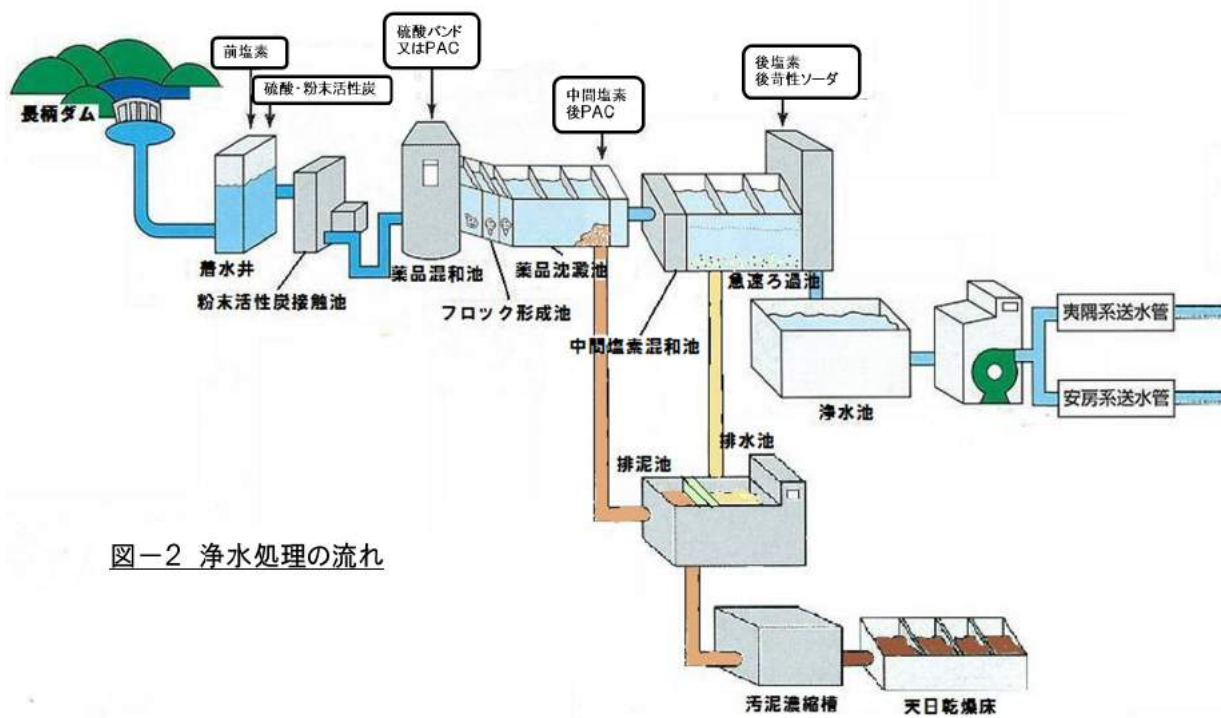 前塩素
硫酸・粉末活性炭
硫酸バンド
又はPAC
中間塩素
後PAC
後塩素
後苛性ソーダ
長柄ダム
着水井
粉末活性炭接触池
薬品混和池
フロック形成池
薬品沈澱池
中間塩素混和池
急速ろ過池
浄水池
夷隅系送水管
安房系送水管
排泥池
排水池
図－2 浄水処理の流れ
汚泥濃縮槽
天日乾燥床